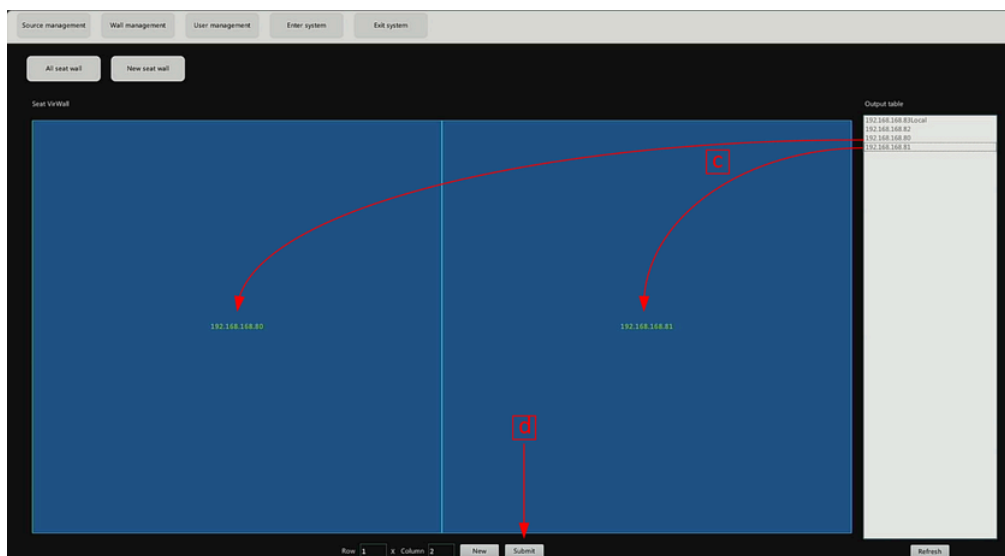 Source management Wall management User management Enter system Exit system
All seat wall New seat wall
Seat VirWall Output table
192.168.168.83Local
192.168.168.82
192.168.168.80
192.168.168.81
c
192.168.168.80 192.168.168.81
d
Row 1 X Column 2 New Submit Refresh